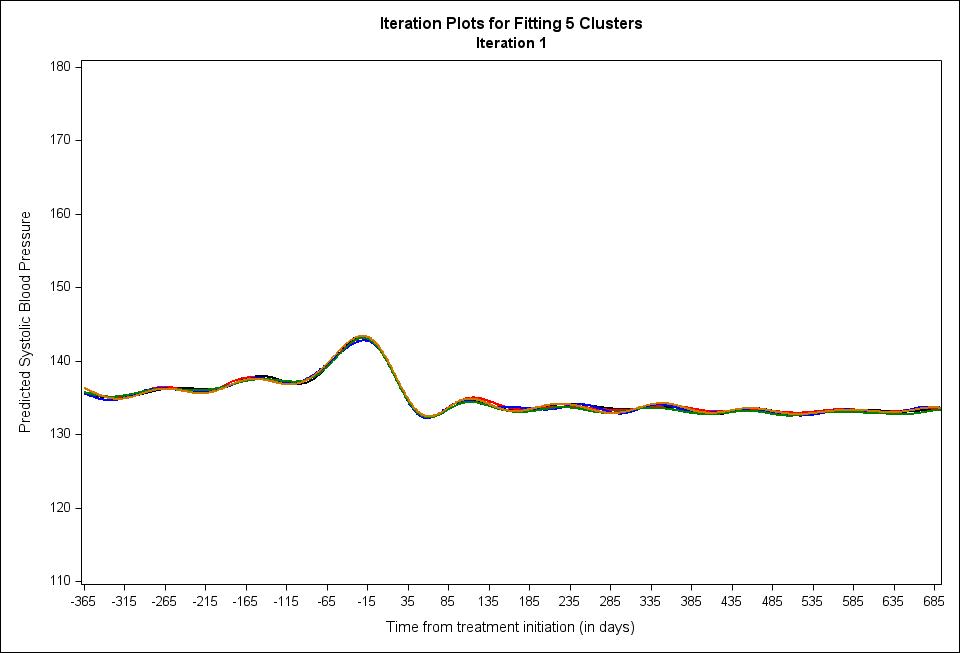 Iteration Plots for Fitting 5 Clusters
Iteration 1
Predicted Systolic Blood Pressure
180
170
160
150
140
130
120
110
-365 -315 -265 -215 -165 -115 -65 -15 35 85 135 185 235 285 335 385 435 485 535 585 635 685
Time from treatment initiation (in days)